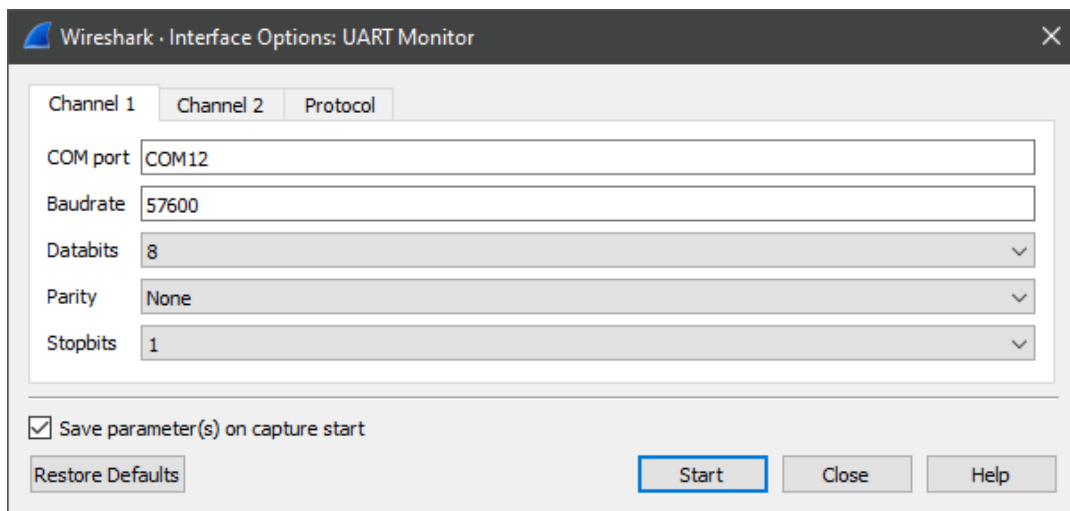 Wireshark · Interface Options: UART Monitor
Channel 1 Channel 2 Protocol
COM port COM12
Baudrate 57600
Databits 8
Parity None
Stopbits 1
Save parameter(s) on capture start
Restore Defaults Start Close Help